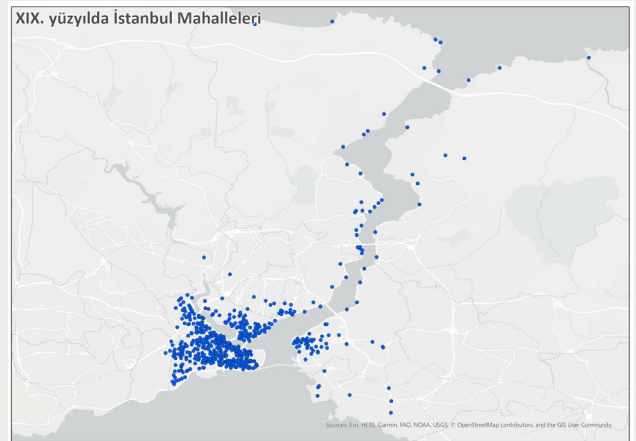 XIX. yüzyılda İstanbul Mahalleleri
Sources: Esri, HERE, Garmin, FAO, NOAA, USGS, © OpenStreetMap contributors, and the GIS User Community